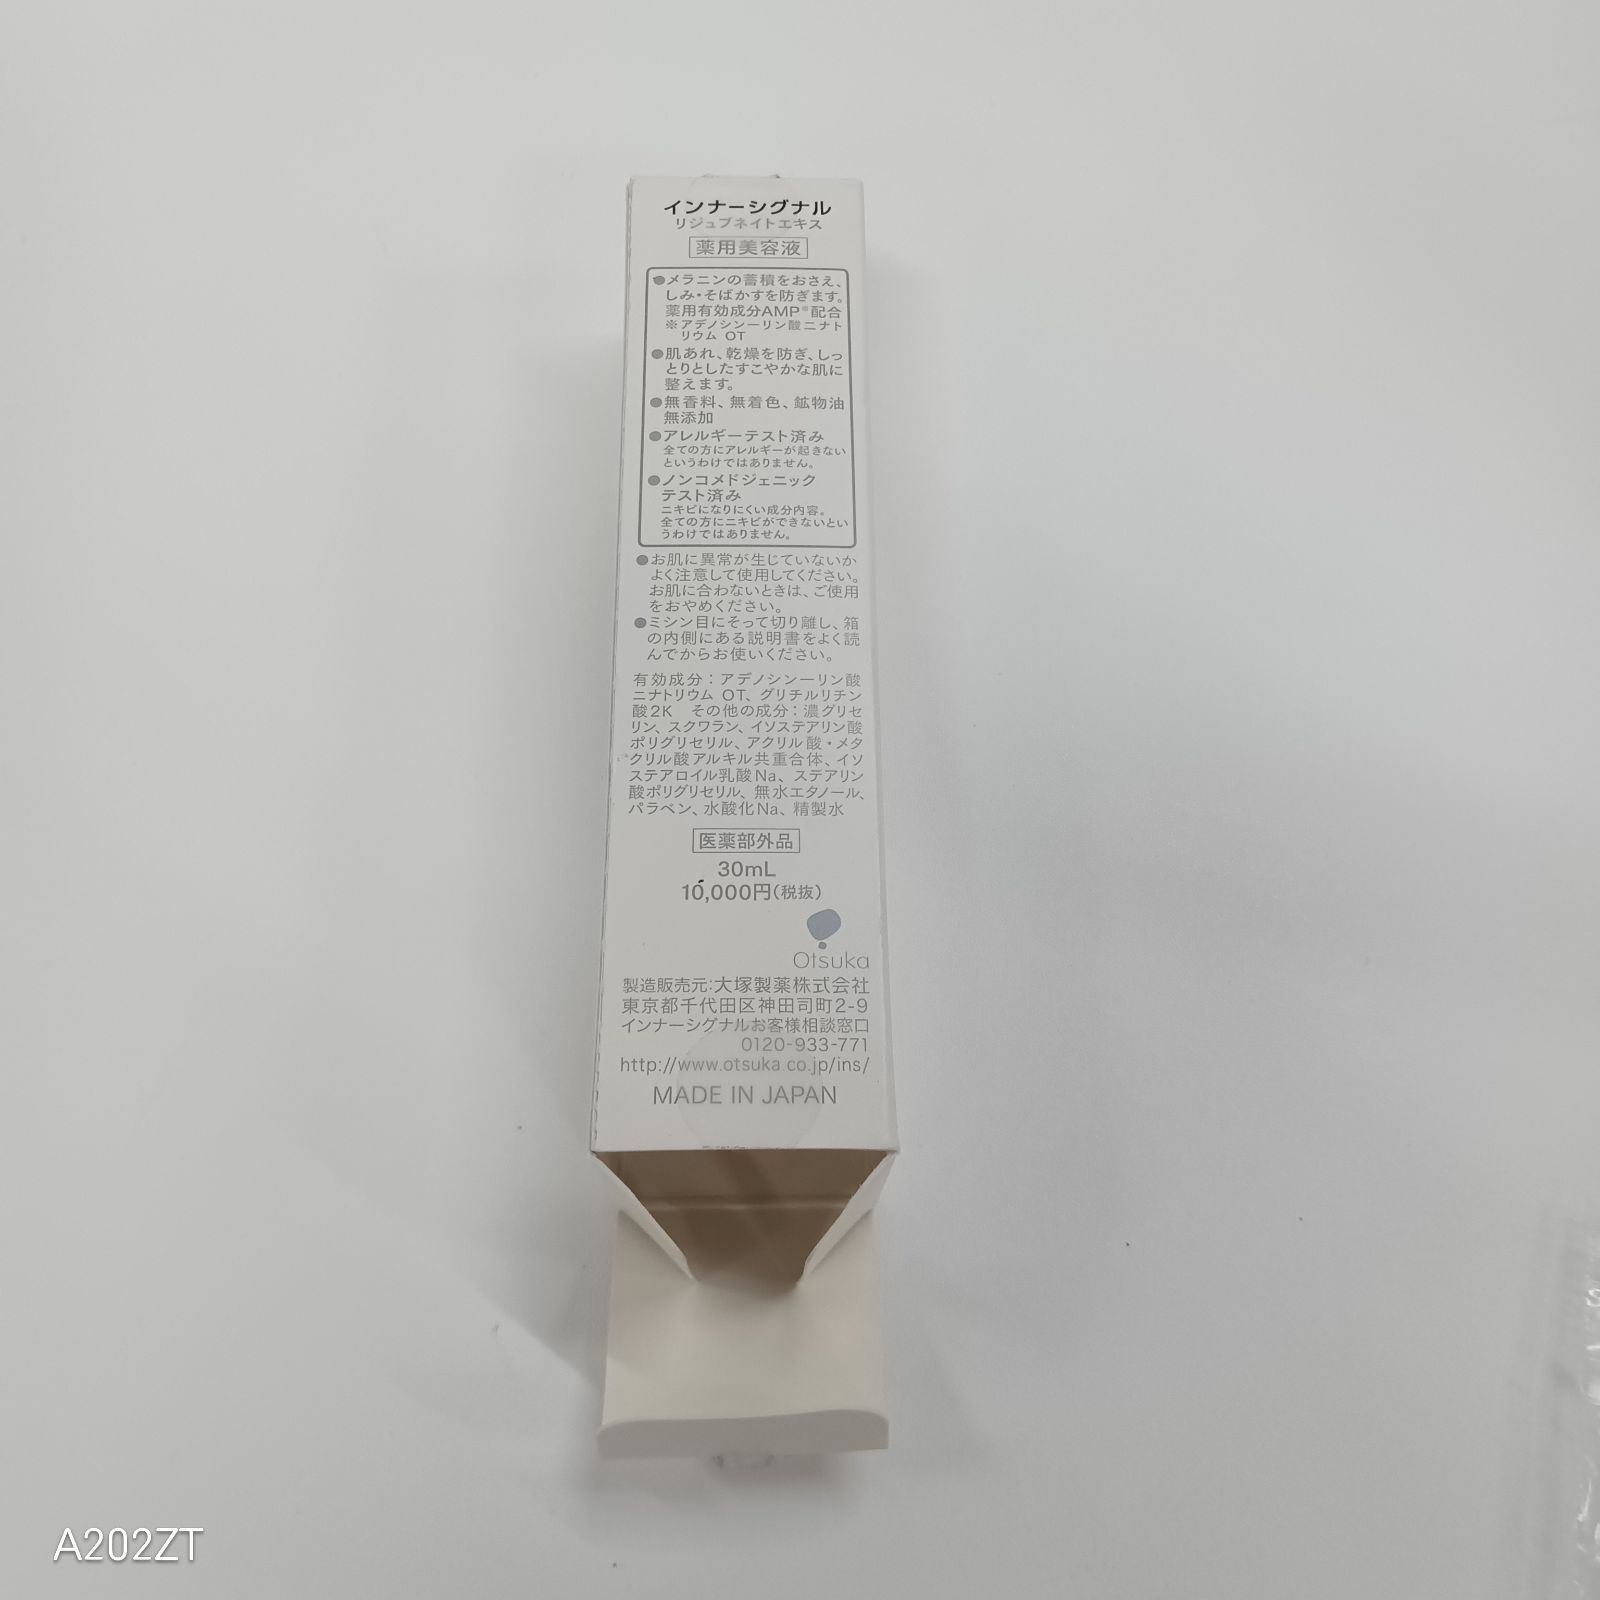 インナーシグナル
リジュブネイトエキス
薬用美容液
●メラニンの蓄積をおさえ、
しみ・そばかすを防ぎます。
薬用有効成分AMP※配合
※アデノシン一リン酸二ナト
リウム OT
●肌あれ、乾燥を防ぎ、しっ
とりとしたすこやかな肌に
整えます。
●無香料、無着色、鉱物油
無添加
●アレルギーテスト済み
全ての方にアレルギーが起きない
というわけではありません。
●ノンコメドジェニック
テスト済み
ニキビになりにくい成分内容。
全ての方にニキビができないとい
うわけではありません。
●お肌に異常が生じていないか
よく注意して使用してください。
お肌に合わないときは、ご使用
をおやめください。
●ミシン目にそって切り離し、箱
の内側にある説明書をよく読
んでからお使いください。
有効成分：アデノシン一リン酸
二ナトリウム OT、グリチルリチン
酸2K その他の成分：濃グリセ
リン、スクワラン、イソステアリン酸
ポリグリセリル、アクリル酸・メタ
クリル酸アルキル共重合体、イソ
ステアロイル乳酸Na、ステアリン
酸ポリグリセリル、無水エタノール、
パラベン、水酸化Na、精製水
医薬部外品
30mL
10,000円(税抜)
Otsuka
製造販売元:大塚製薬株式会社
東京都千代田区神田司町2-9
インナーシグナルお客様相談窓口
0120-933-771
http://www.otsuka.co.jp/ins/
MADE IN JAPAN
A202ZT